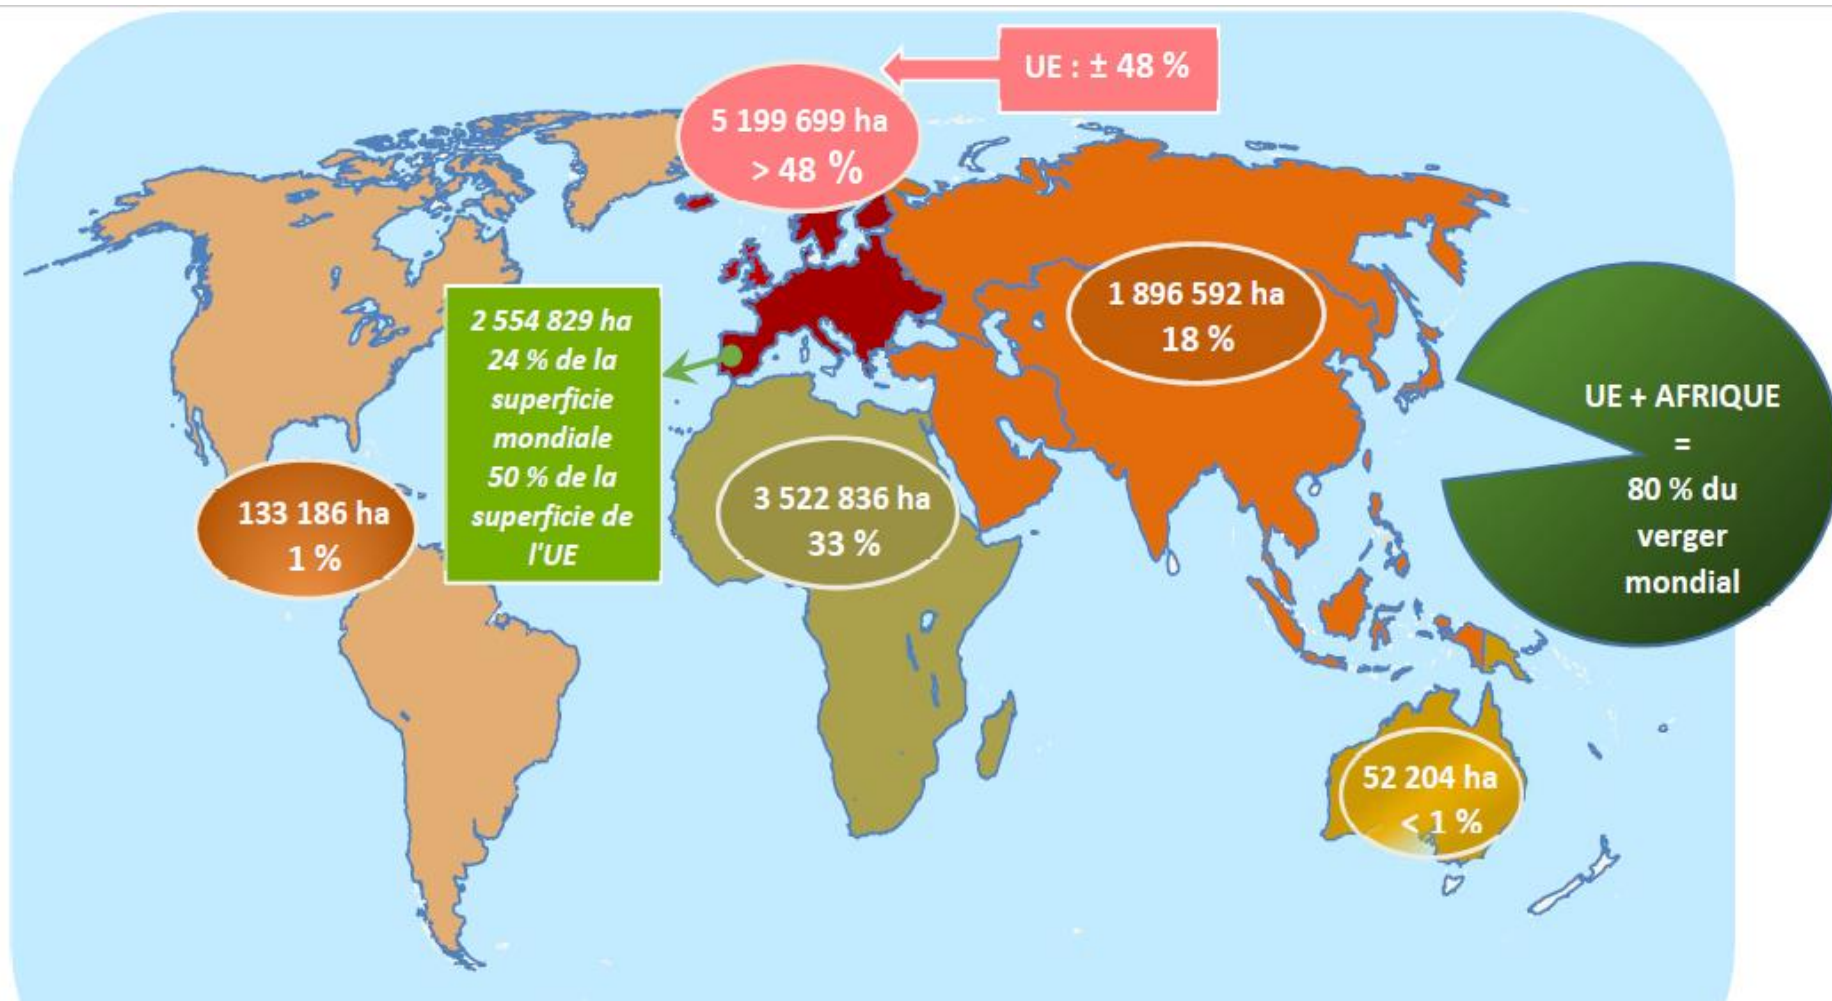 UE : ± 48 %
5 199 699 ha
> 48 %
1 896 592 ha
18 %
2 554 829 ha
24 % de la
superficie
mondiale
50 % de la
superficie de
l'UE
UE + AFRIQUE
=
80 % du
verger
mondial
133 186 ha
1 %
3 522 836 ha
33 %
52 204 ha
< 1 %